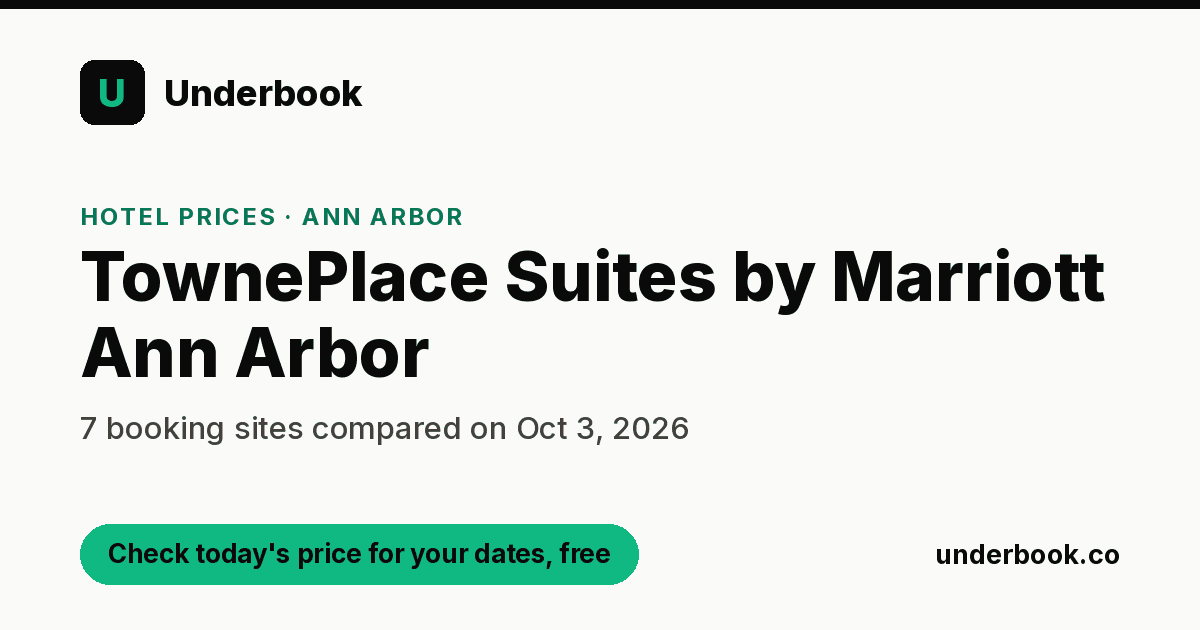 U Underbook
HOTEL PRICES · ANN ARBOR
TownePlace Suites by Marriott
Ann Arbor
7 booking sites compared on Oct 3, 2026
Check today's price for your dates, free
underbook.co